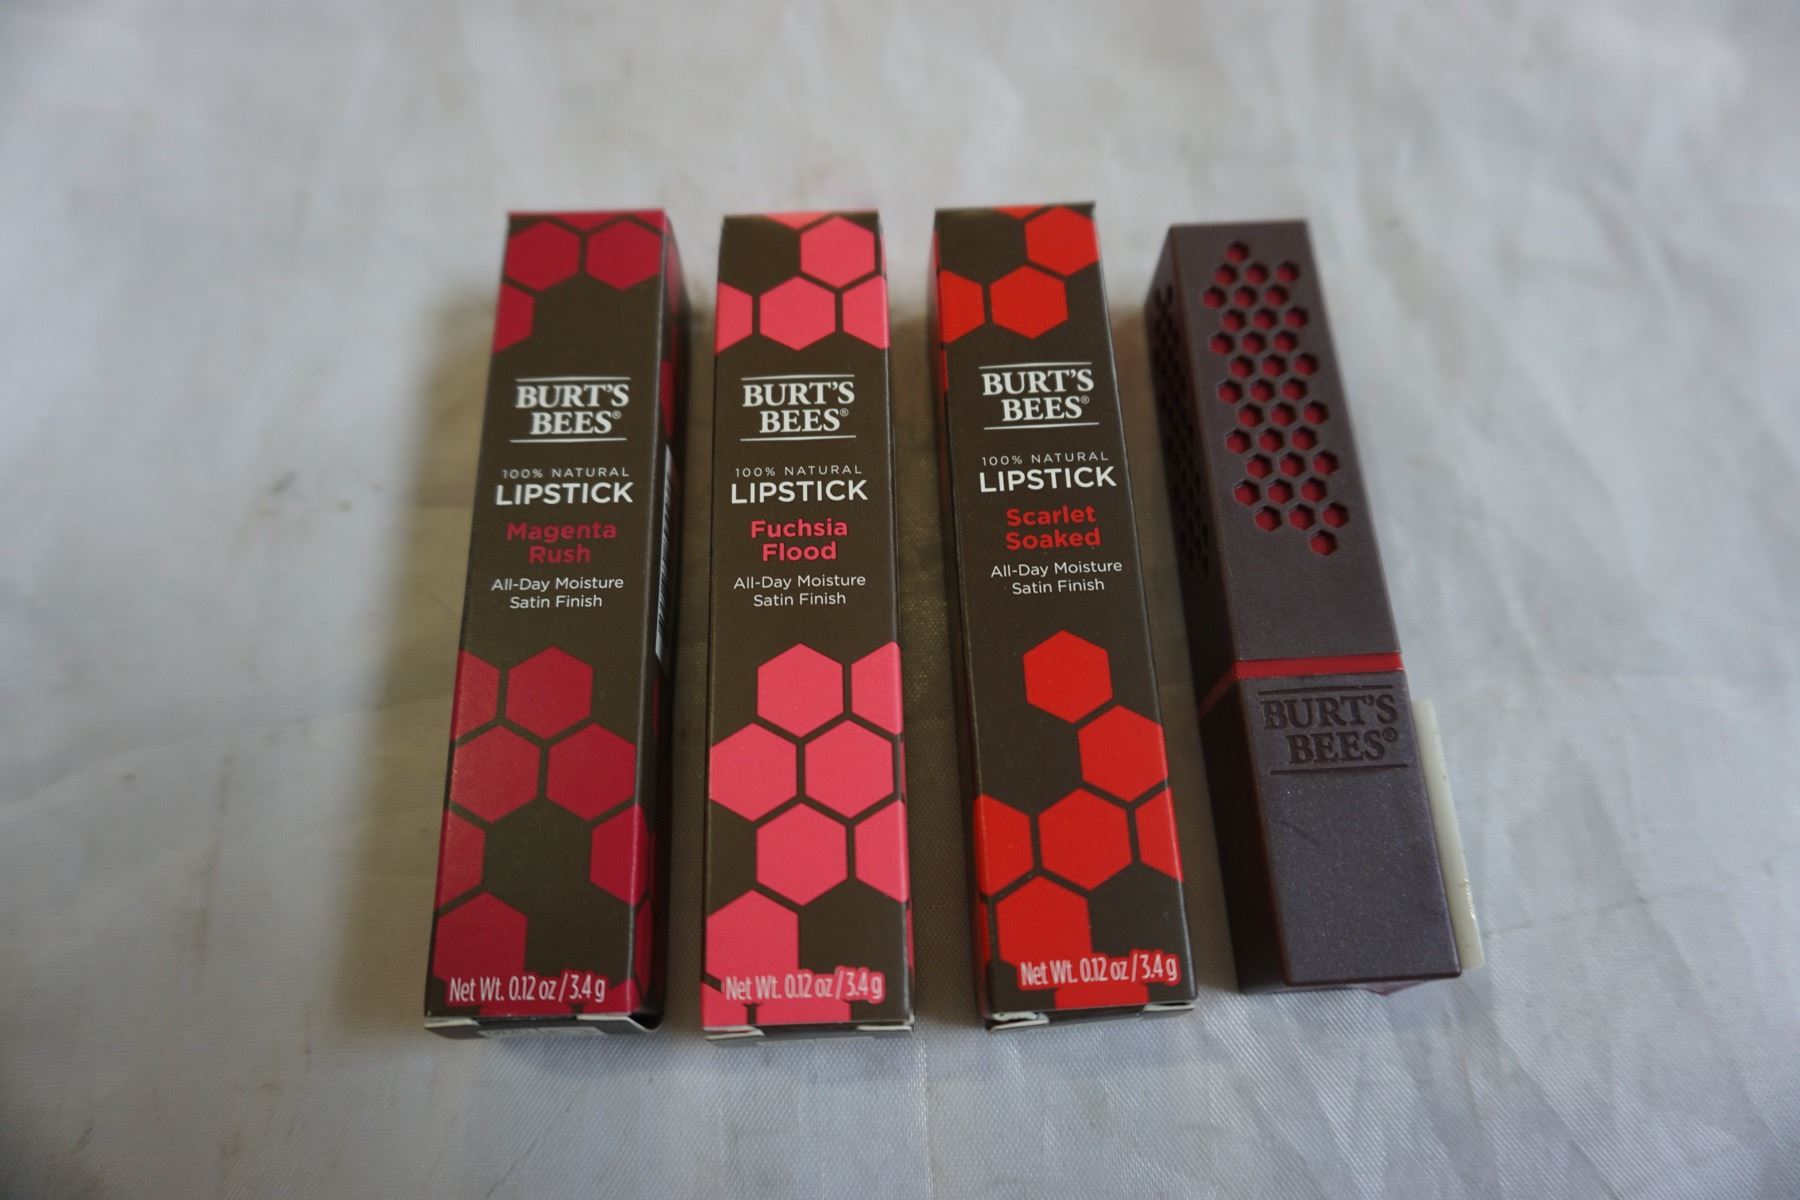 BURT'S
BEES®
100% NATURAL
LIPSTICK
Magenta
Rush
All-Day Moisture
Satin Finish
Net Wt. 0.12 oz/3.4 g
BURT'S
BEES®
100% NATURAL
LIPSTICK
Fuchsia
Flood
All-Day Moisture
Satin Finish
Net Wt. 0.12 oz/3.4 g
BURT'S
BEES®
100% NATURAL
LIPSTICK
Scarlet
Soaked
All-Day Moisture
Satin Finish
Net Wt. 0.12 oz/3.4 g
BURT'S
BEES®